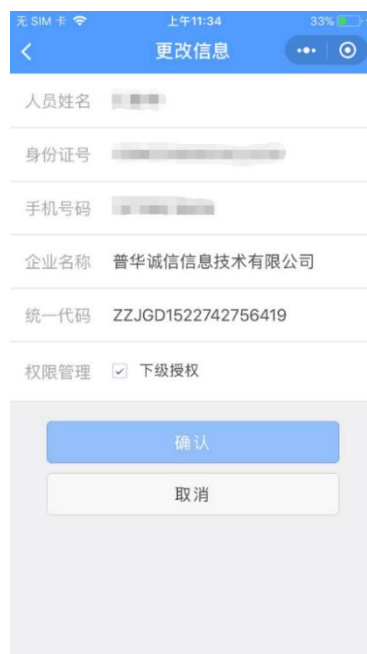 无 SIM 卡 上午11:34 33%
更改信息
人员姓名
身份证号
手机号码
企业名称 普华诚信信息技术有限公司
统一代码 ZZJGD1522742756419
权限管理 下级授权
确认
取消